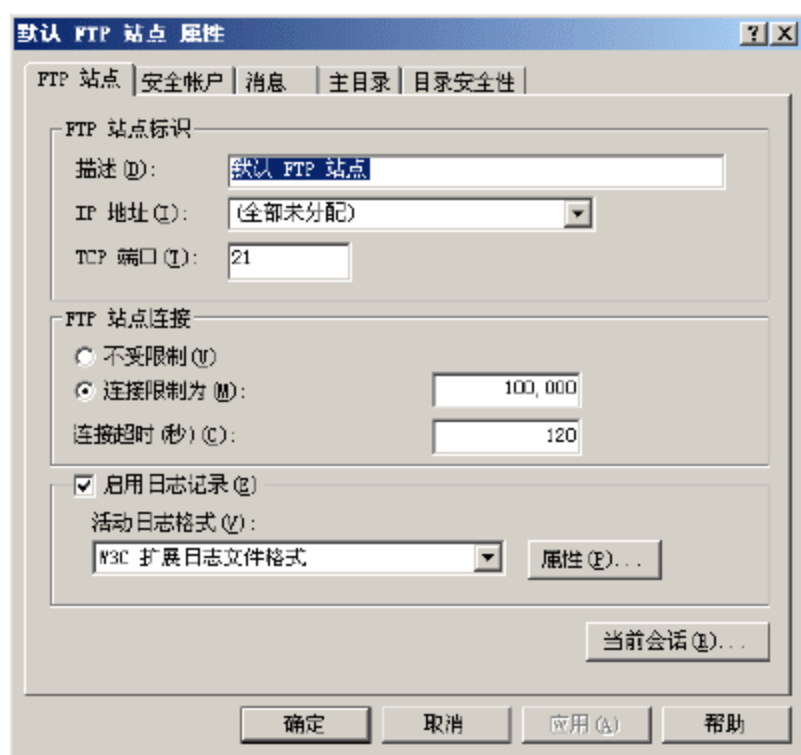 默认 FTP 站点 属性
FTP 站点 安全帐户 消息 主目录 目录安全性
FTP 站点标识
描述(D): 默认 FTP 站点
IP 地址(I): (全部未分配)
TCP 端口(T): 21
FTP 站点连接
不受限制(U)
连接限制为(M): 100,000
连接超时(秒)(C): 120
启用日志记录(E)
活动日志格式(V):
W3C 扩展日志文件格式 属性(P)...
当前会话(R)...
确定 取消 应用(A) 帮助